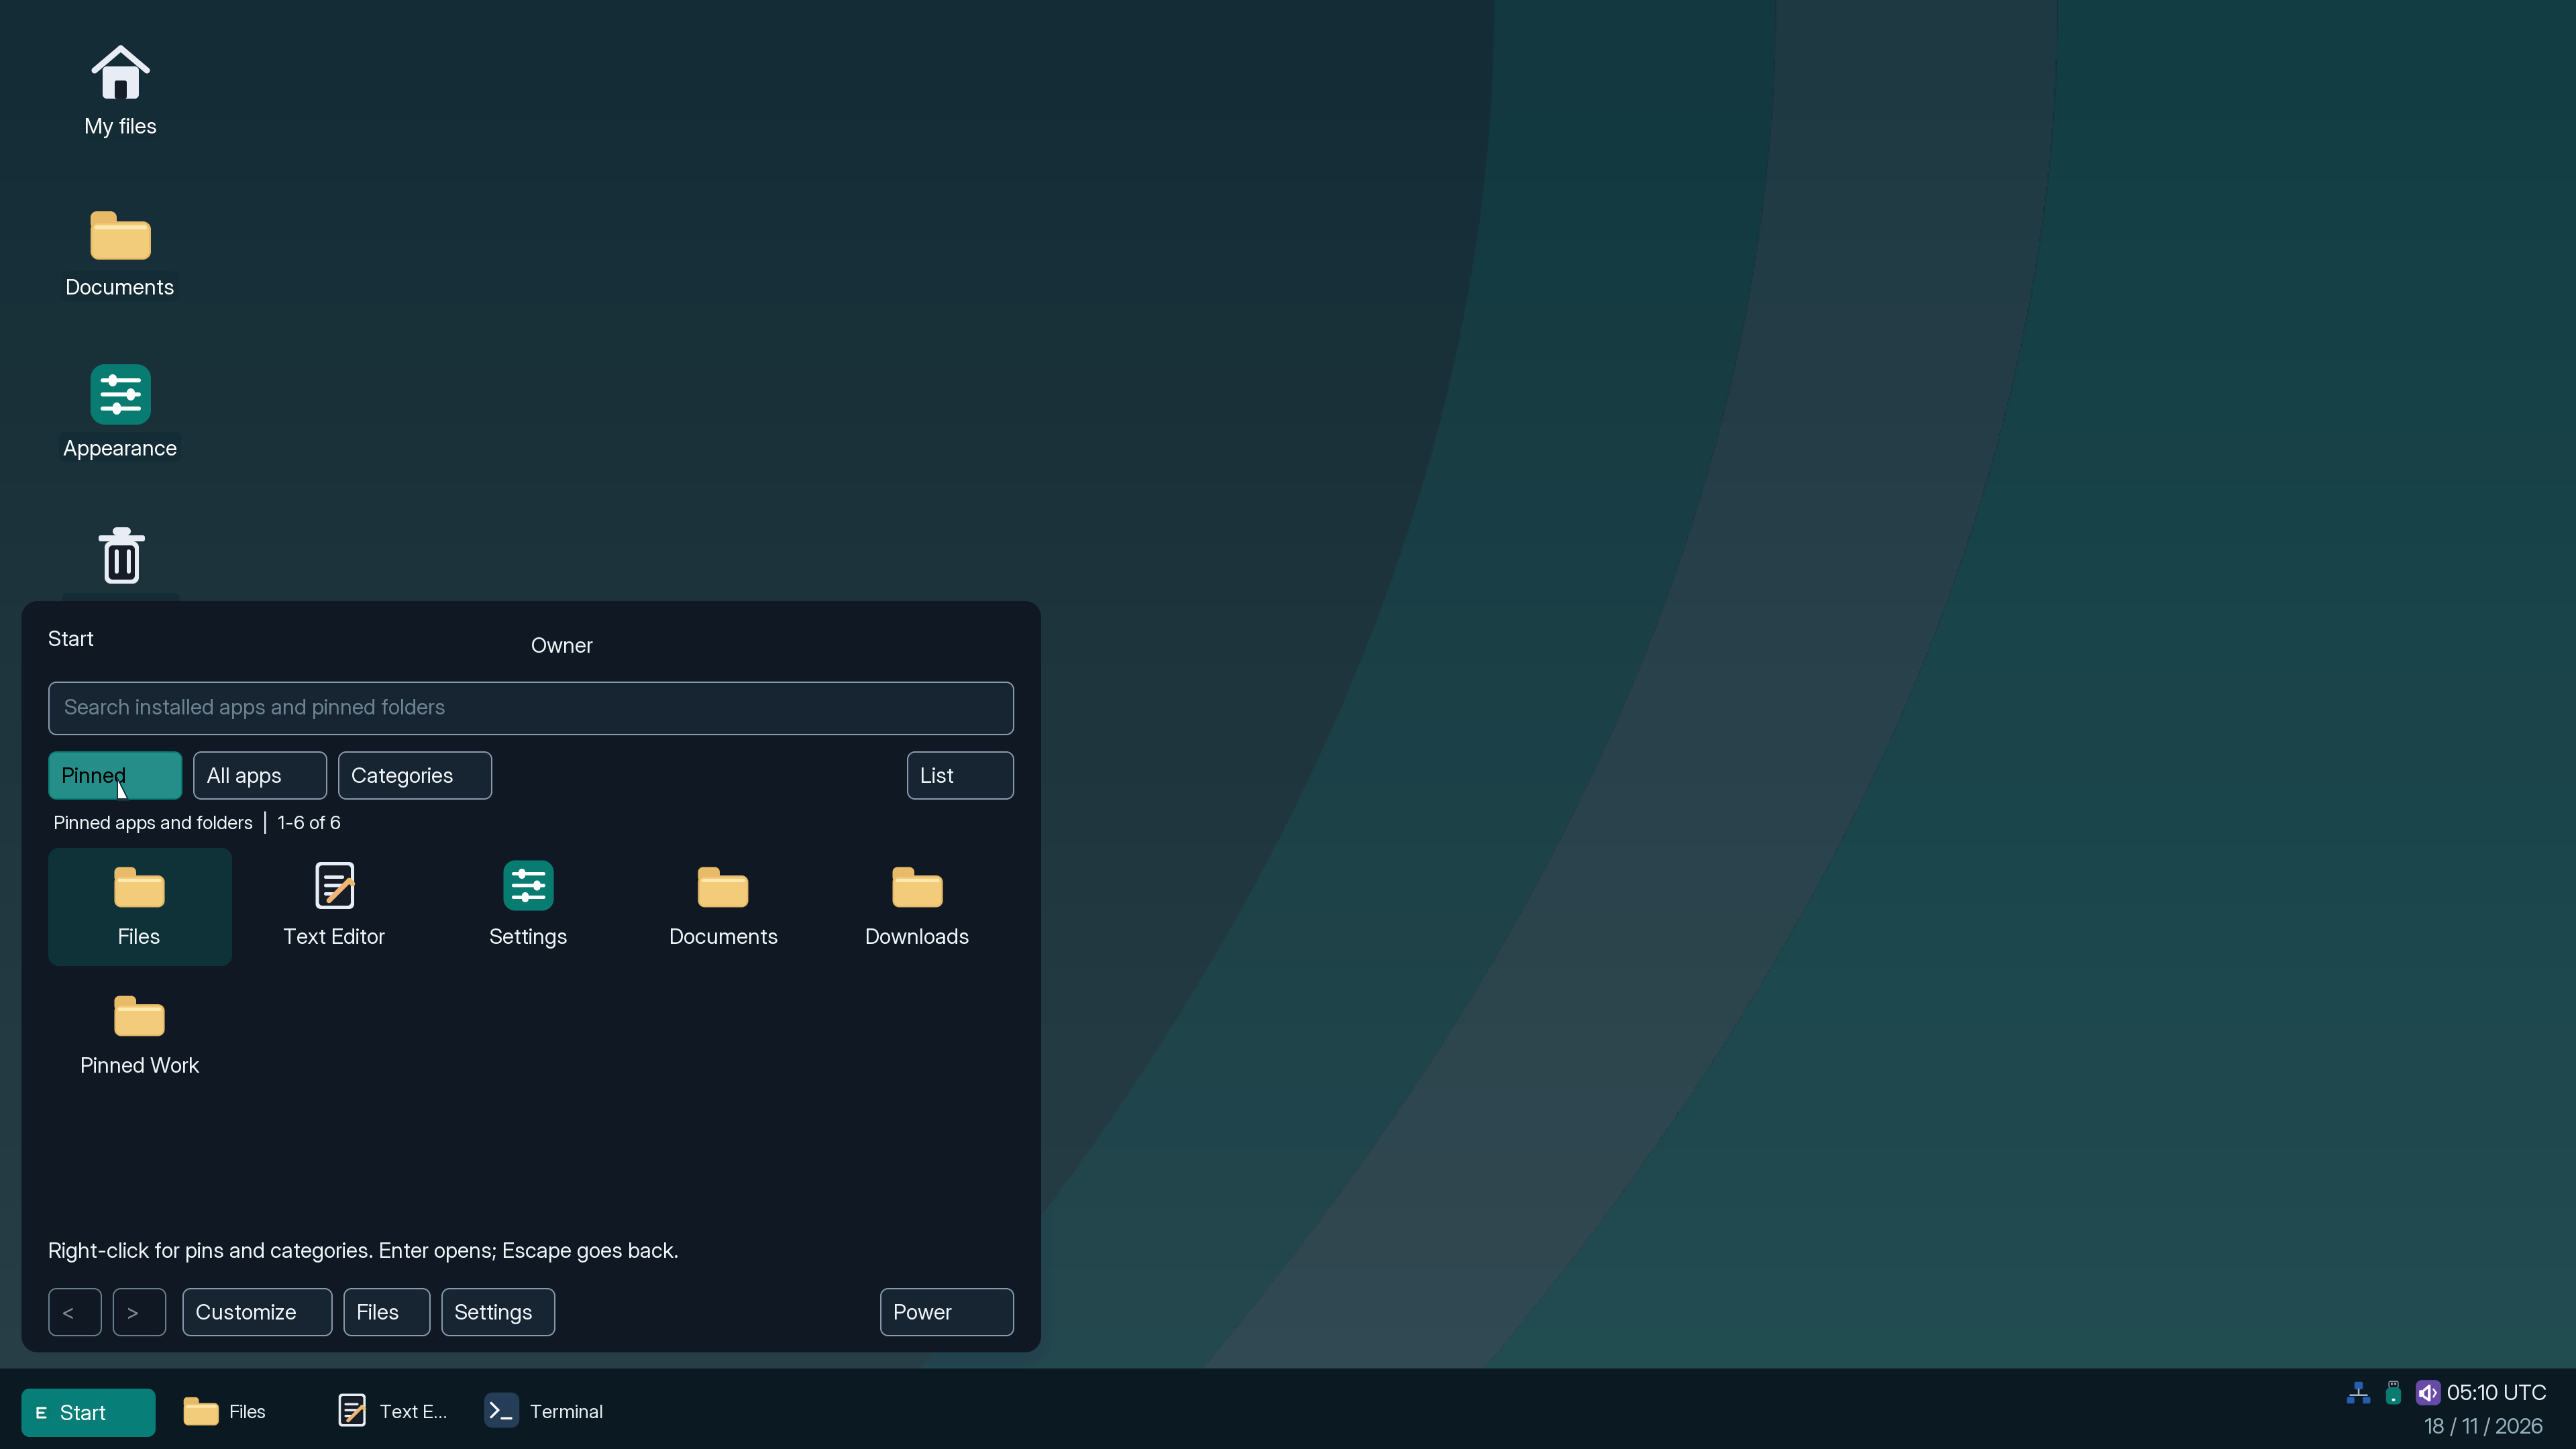 My files
Documents
Appearance
Start
Owner
Search installed apps and pinned folders
Pinned
All apps
Categories
List
Pinned apps and folders | 1-6 of 6
Files
Text Editor
Settings
Documents
Downloads
Pinned Work
Right-click for pins and categories. Enter opens; Escape goes back.
<
>
Customize
Files
Settings
Power
E Start
Files
Text E...
Terminal
05:10 UTC
18 / 11 / 2026